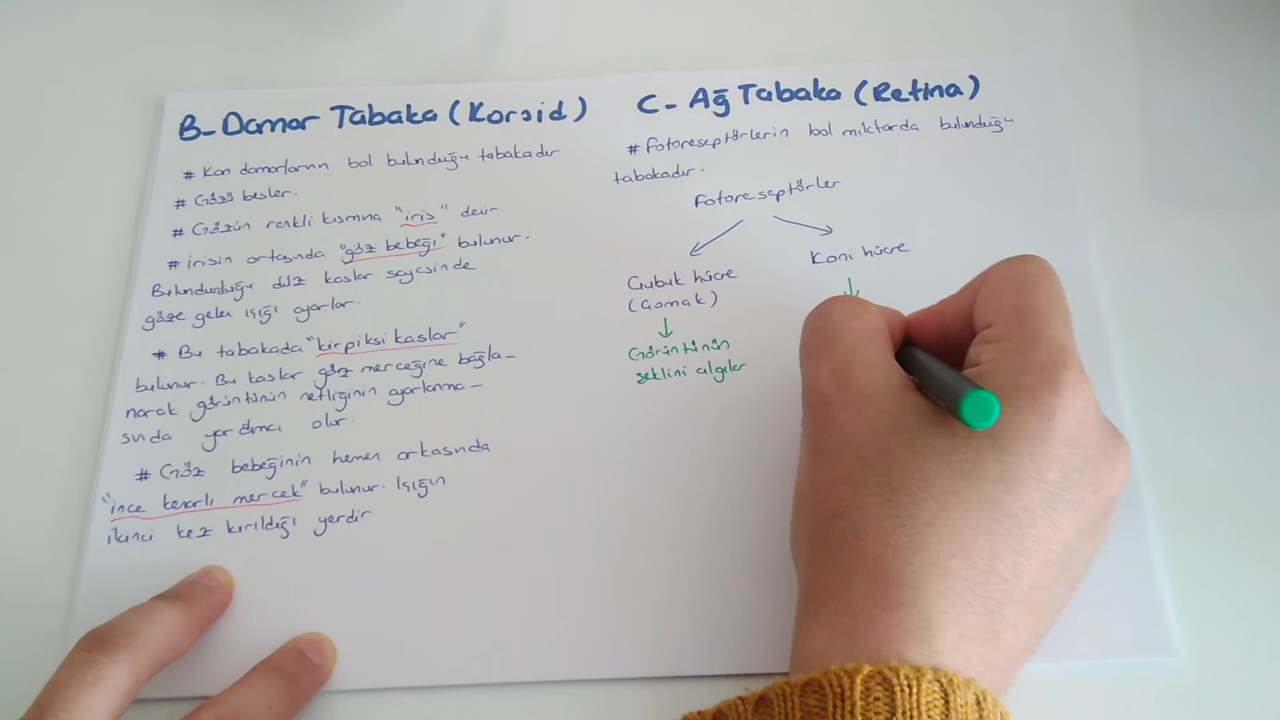 B- Damar Tabaka (Koroid)
# Kan damarlarının bol bulunduğu tabakadır
# Gözü besler.
# Gözün renkli kısmına "iris" denir
# irisin ortasında "göz bebeği" bulunur.
Bulundurduğu düz kaslar sayesinde
göze gelen ışığı ayarlar.
# Bu tabakada "kirpiksi kaslar"
bulunur. Bu kaslar göz merceğine bağla-
narak görüntünün netliğinin ayarlanma-
sında yardımcı olur.
# Göz bebeğinin hemen arkasında
"ince kenarlı mercek" bulunur. Işığın
ikinci kez kırıldığı yerdir
C- Ağ Tabaka (Retina)
# Fotoreseptörlerin bol miktarda bulunduğu
tabakadır.
Fotoreseptörler
Çubuk hücre
(Çomak)
Görüntünün
şeklini algılar
Koni hücre